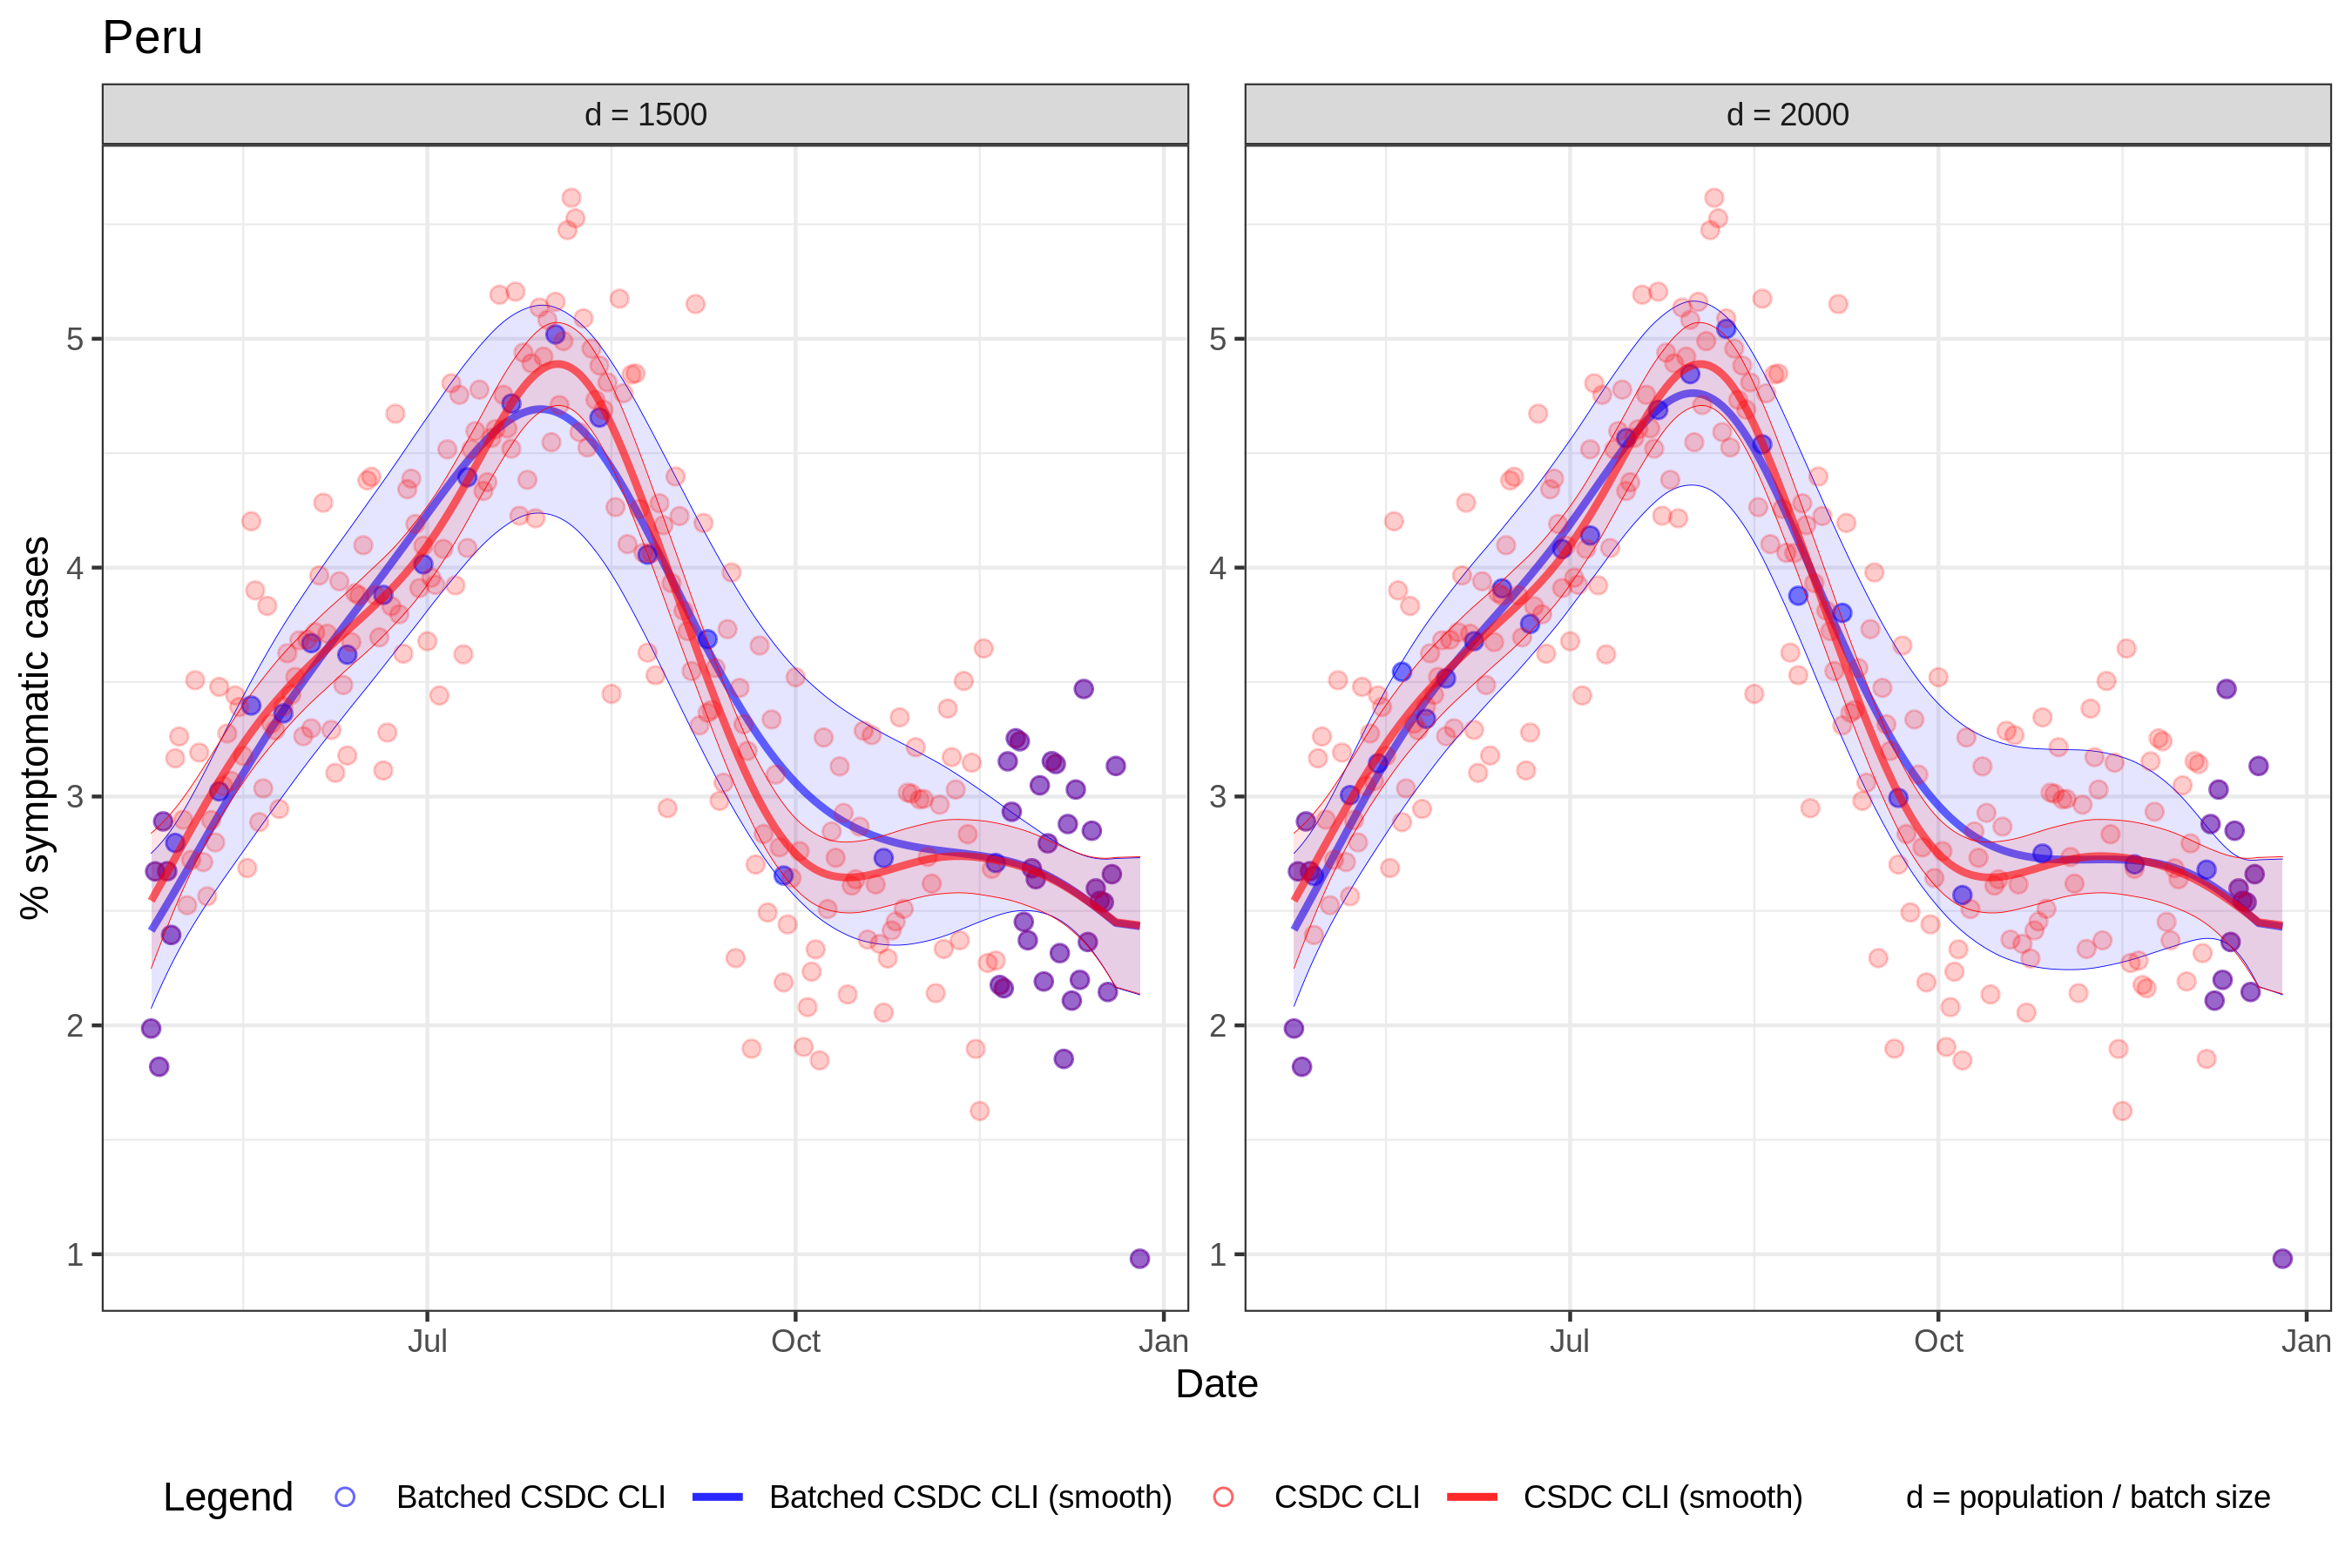 Peru
d = 1500
d = 2000
% symptomatic cases
5
4
3
2
1
5
4
3
2
1
Jul
Oct
Jan
Jul
Oct
Jan
Date
Legend
Batched CSDC CLI
Batched CSDC CLI (smooth)
CSDC CLI
CSDC CLI (smooth)
d = population / batch size